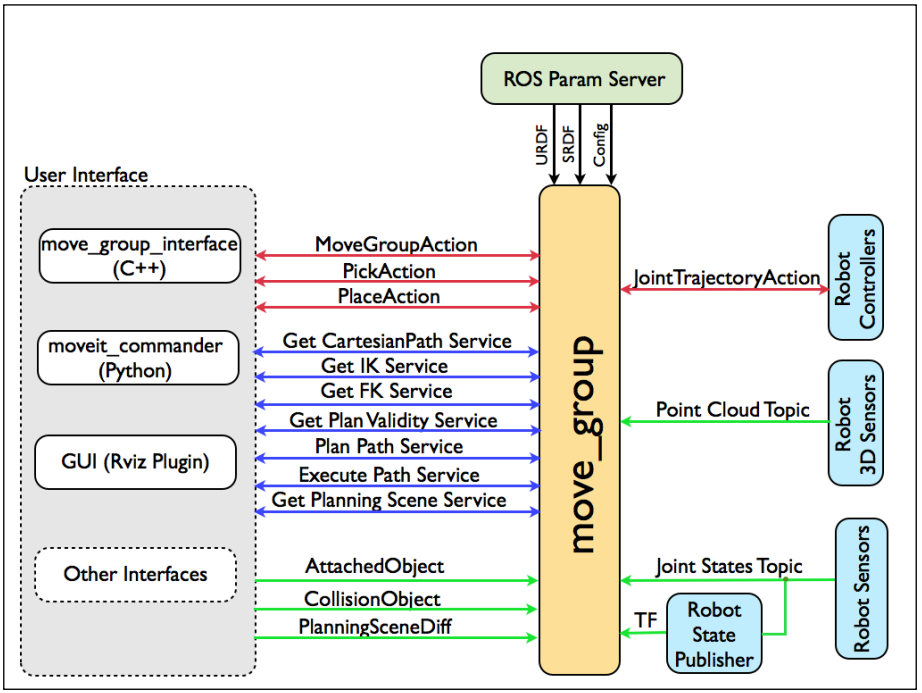 ROS Param Server
URDF
SRDF
Config
User Interface
move_group_interface
(C++)
moveit_commander
(Python)
GUI (Rviz Plugin)
Other Interfaces
MoveGroupAction
PickAction
PlaceAction
Get CartesianPath Service
Get IK Service
Get FK Service
Get Plan Validity Service
Plan Path Service
Execute Path Service
Get Planning Scene Service
AttachedObject
CollisionObject
PlanningSceneDiff
move_group
JointTrajectoryAction
Robot
Controllers
Point Cloud Topic
Robot
3D Sensors
Joint States Topic
Robot Sensors
TF
Robot
State
Publisher